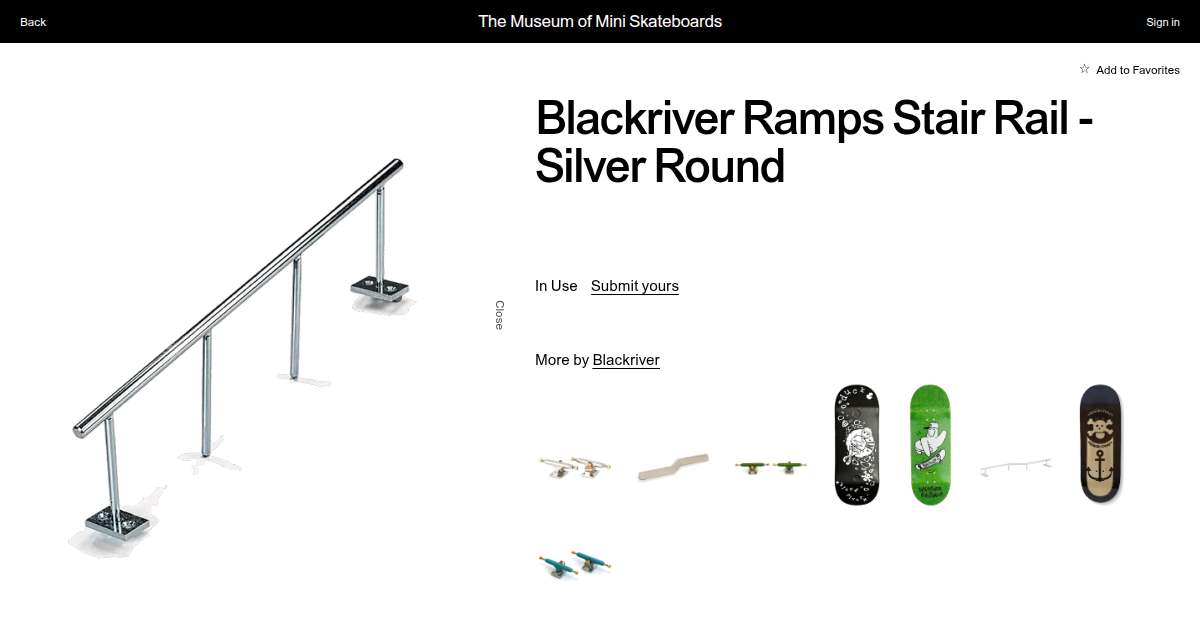 Back
The Museum of Mini Skateboards
Sign in
☆ Add to Favorites
Blackriver Ramps Stair Rail -
Silver Round
In Use Submit yours
Close
More by Blackriver